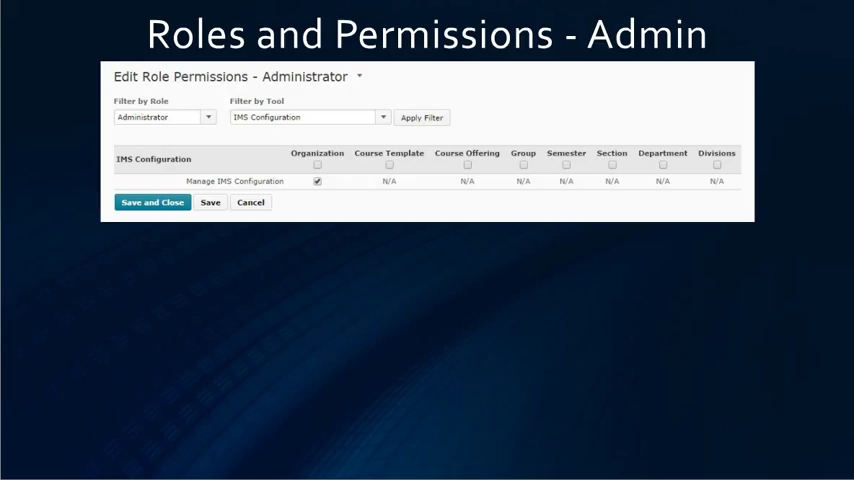 Roles and Permissions - Admin
Edit Role Permissions - Administrator
Filter by Role Filter by Tool
Administrator IMS Configuration Apply Filter
IMS Configuration Organization Course Template Course Offering Group Semester Section Department Divisions
Manage IMS Configuration N/A N/A N/A N/A N/A N/A N/A
Save and Close Save Cancel